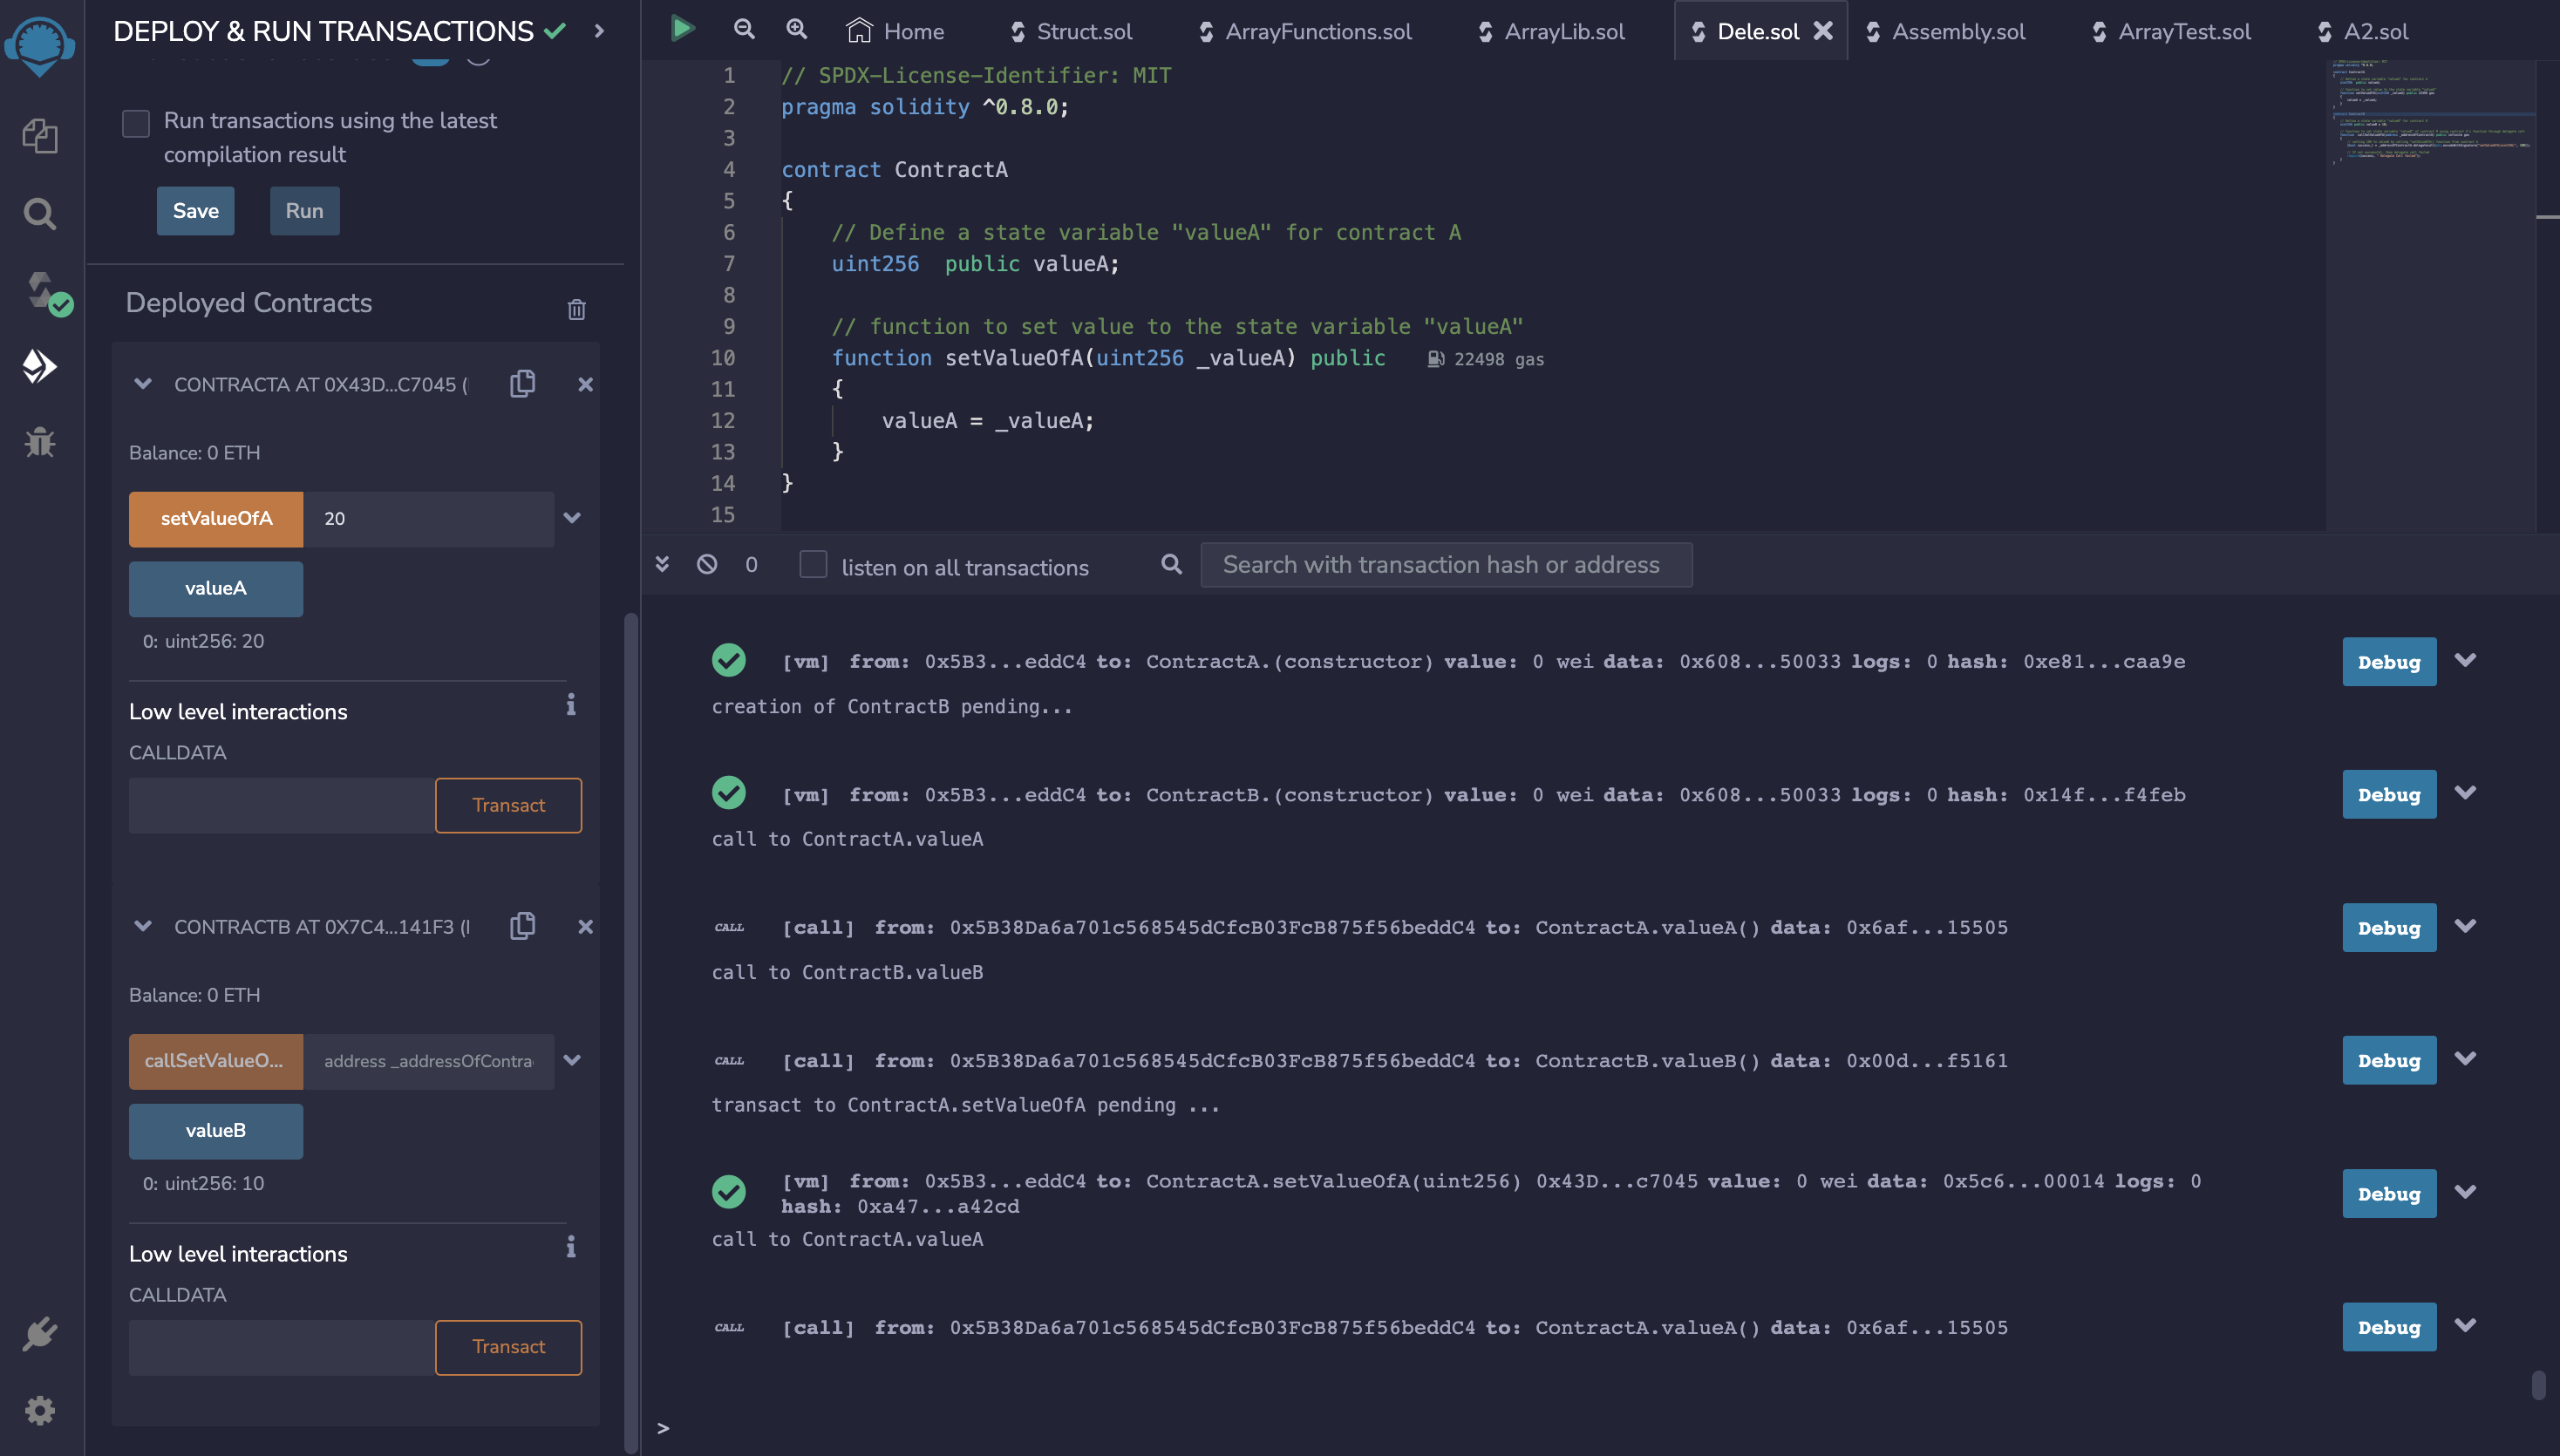 DEPLOY & RUN TRANSACTIONS
Run transactions using the latest
compilation result
Save
Run
Deployed Contracts
CONTRACTA AT 0X43D...C7045 (
Balance: 0 ETH
setValueOfA
20
valueA
0: uint256: 20
Low level interactions
i
CALLDATA
Transact
CONTRACTB AT 0X7C4...141F3 (
Balance: 0 ETH
callSetValueO...
address _addressOfContra
valueB
0: uint256: 10
Low level interactions
i
CALLDATA
Transact
Home
Struct.sol
ArrayFunctions.sol
ArrayLib.sol
Dele.sol
Assembly.sol
ArrayTest.sol
A2.sol
1 // SPDX-License-Identifier: MIT
2 pragma solidity ^0.8.0;
3
4 contract ContractA
5 {
6 // Define a state variable "valueA" for contract A
7 uint256  public valueA;
8
9 // function to set value to the state variable "valueA"
10 function setValueOfA(uint256 _valueA) public 22498 gas
11 {
12 valueA = _valueA;
13 }
14 }
15
0
listen on all transactions
Search with transaction hash or address
[vm] from: 0x5B3...eddC4 to: ContractA.(constructor) value: 0 wei data: 0x608...50033 logs: 0 hash: 0xe81...caa9e
Debug
creation of ContractB pending...
[vm] from: 0x5B3...eddC4 to: ContractB.(constructor) value: 0 wei data: 0x608...50033 logs: 0 hash: 0x14f...f4feb
Debug
call to ContractA.valueA
CALL [call] from: 0x5B38Da6a701c568545dCfcB03FcB875f56beddC4 to: ContractA.valueA() data: 0x6af...15505
Debug
call to ContractB.valueB
CALL [call] from: 0x5B38Da6a701c568545dCfcB03FcB875f56beddC4 to: ContractB.valueB() data: 0x00d...f5161
Debug
transact to ContractA.setValueOfA pending ...
[vm] from: 0x5B3...eddC4 to: ContractA.setValueOfA(uint256) 0x43D...c7045 value: 0 wei data: 0x5c6...00014 logs: 0
hash: 0xa47...a42cd
Debug
call to ContractA.valueA
CALL [call] from: 0x5B38Da6a701c568545dCfcB03FcB875f56beddC4 to: ContractA.valueA() data: 0x6af...15505
Debug
>